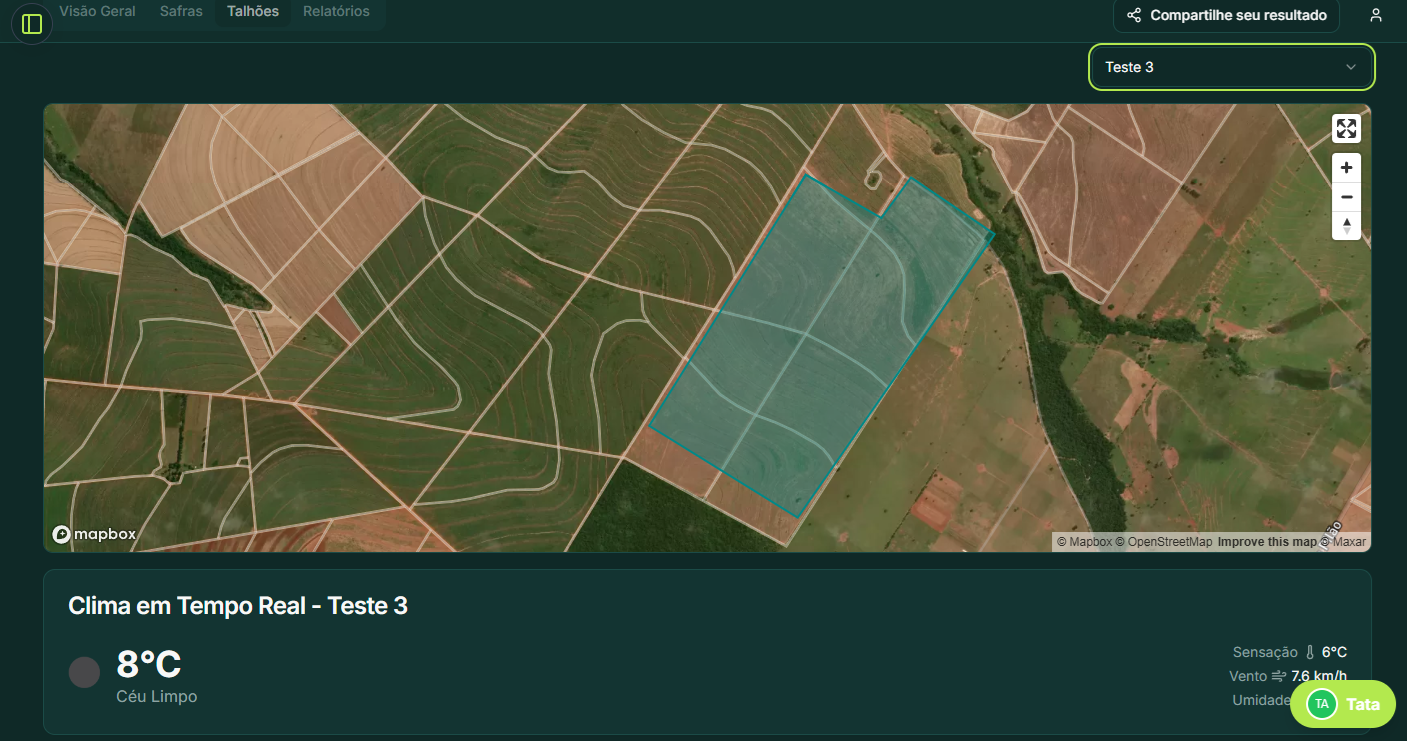 Visão Geral Safras Talhões Relatórios
Compartilhe seu resultado
Teste 3
mapbox
© Mapbox © OpenStreetMap Improve this map © Maxar
Clima em Tempo Real - Teste 3
8°C
Céu Limpo
Sensação 6°C
Vento 7.6 km/h
Umidade
TA Tata